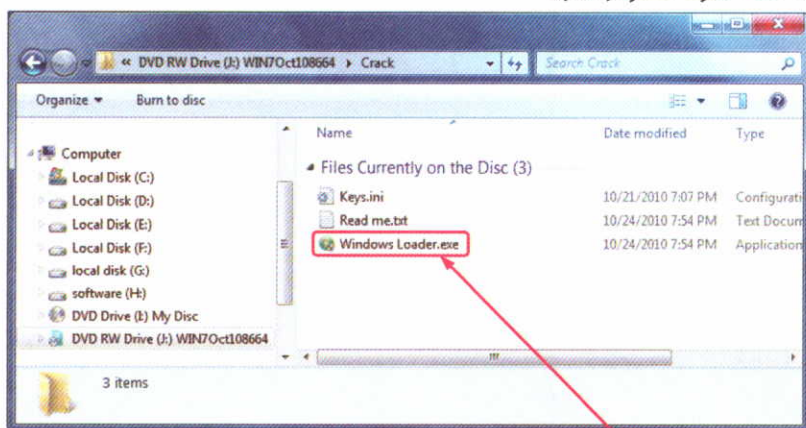 « DVD RW Drive (J:) WIN7Oct108664 ▸ Crack
Search Crack
Organize ▾ Burn to disc
Name Date modified Type
Files Currently on the Disc (3)
Keys.ini 10/21/2010 7:07 PM Configurati
Read me.txt 10/24/2010 7:54 PM Text Docum
Windows Loader.exe 10/24/2010 7:54 PM Application
Computer
Local Disk (C:)
Local Disk (D:)
Local Disk (E:)
Local Disk (F:)
local disk (G:)
software (H:)
DVD Drive (I:) My Disc
DVD RW Drive (J:) WIN7Oct108664
3 items